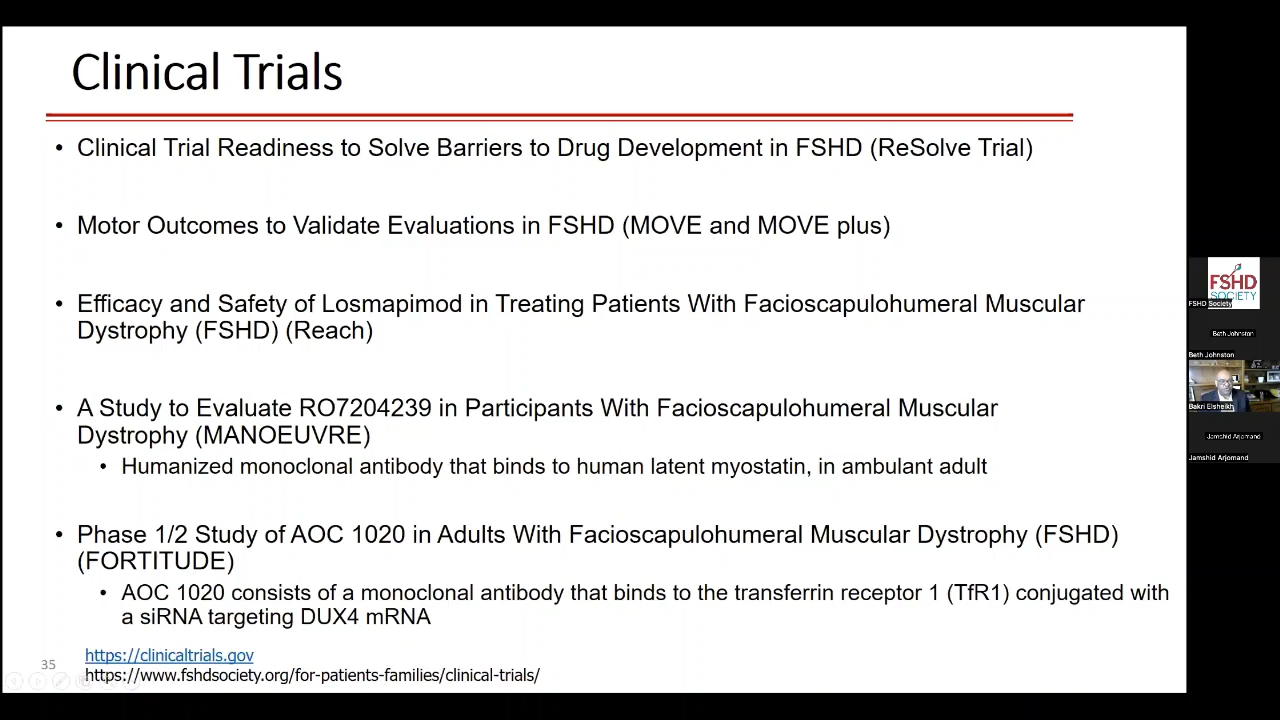 Clinical Trials
• Clinical Trial Readiness to Solve Barriers to Drug Development in FSHD (ReSolve Trial)
• Motor Outcomes to Validate Evaluations in FSHD (MOVE and MOVE plus)
• Efficacy and Safety of Losmapimod in Treating Patients With Facioscapulohumeral Muscular
Dystrophy (FSHD) (Reach)
• A Study to Evaluate RO7204239 in Participants With Facioscapulohumeral Muscular
Dystrophy (MANOEUVRE)
• Humanized monoclonal antibody that binds to human latent myostatin, in ambulant adult
• Phase 1/2 Study of AOC 1020 in Adults With Facioscapulohumeral Muscular Dystrophy (FSHD)
(FORTITUDE)
• AOC 1020 consists of a monoclonal antibody that binds to the transferrin receptor 1 (TfR1) conjugated with
a siRNA targeting DUX4 mRNA
35
https://clinicaltrials.gov
https://www.fshdsociety.org/for-patients-families/clinical-trials/
FSHD
SOCIETY
FSHD Society
Beth Johnston
Beth Johnston
Bakri Elsheikh
Jamshid Arjomand
Jamshid Arjomand